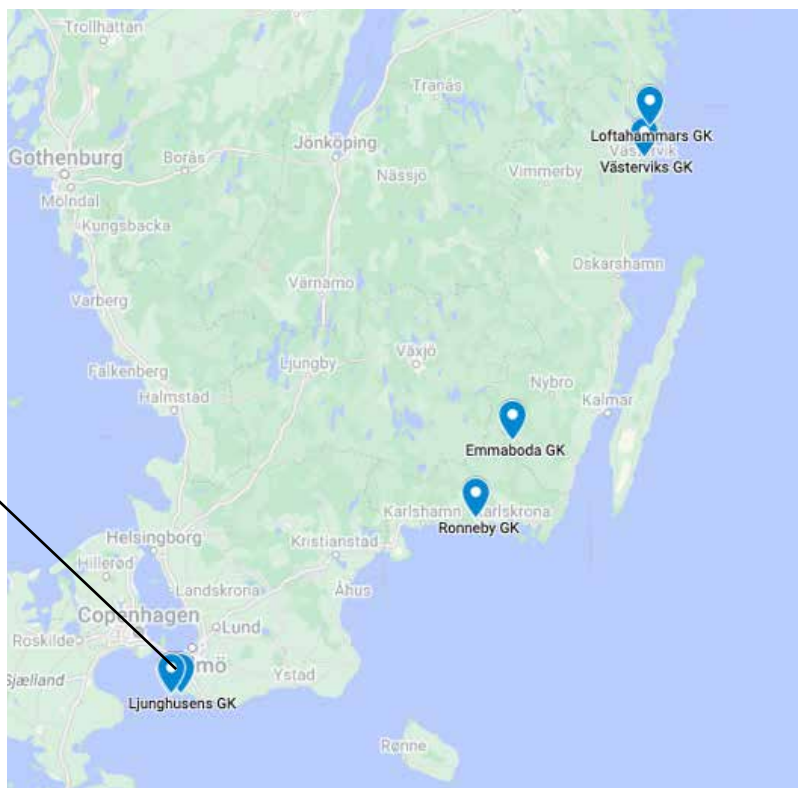 Trollhättan
Tranås
Loftahammars GK
Västervik
Västerviks GK
Jönköping
Gothenburg
Borås
Nässjö
Vimmerby
Mölndal
Kungsbacka
Oskarshamn
Värnamo
Varberg
Växjö
Ljungby
Falkenberg
Nybro
Halmstad
Kalmar
Emmaboda GK
Karlshamn
Karlskrona
Ronneby GK
Helsingborg
Kristianstad
Hillerød
Landskrona
Åhus
Copenhagen
Lund
Roskilde
mö
Sjælland
Ystad
Ljunghusens GK
Rønne